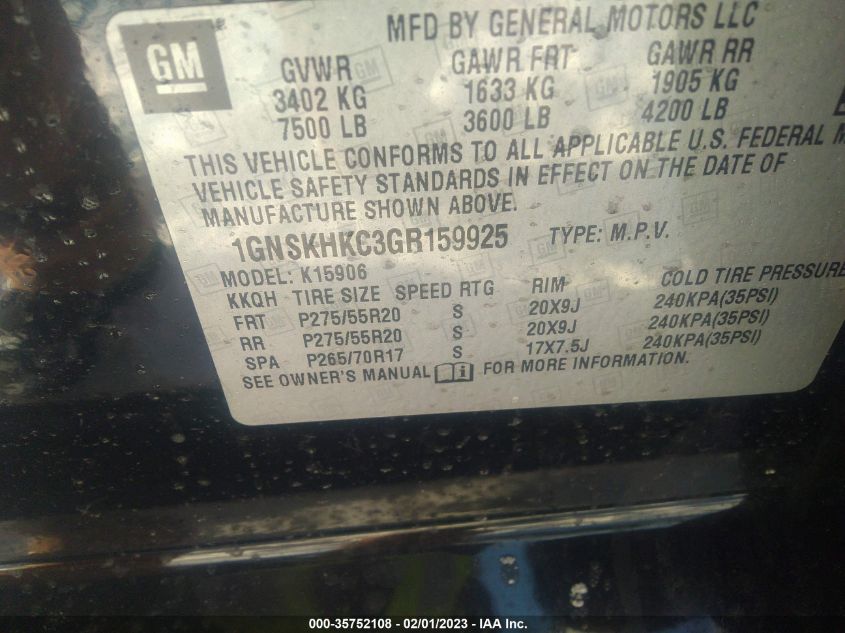 MFD BY GENERAL MOTORS LLC
GM
GVWR GAWR FRT GAWR RR
3402 KG 1633 KG 1905 KG
7500 LB 3600 LB 4200 LB
THIS VEHICLE CONFORMS TO ALL APPLICABLE U.S. FEDERAL M
VEHICLE SAFETY STANDARDS IN EFFECT ON THE DATE OF
MANUFACTURE SHOWN ABOVE.
1GNSKHKC3GR159925 TYPE: M.P.V.
MODEL: K15906
KKQH TIRE SIZE SPEED RTG RIM COLD TIRE PRESSURE
FRT P275/55R20 S 20X9J 240KPA(35PSI)
RR P275/55R20 S 20X9J 240KPA(35PSI)
SPA P265/70R17 S 17X7.5J 240KPA(35PSI)
SEE OWNER'S MANUAL FOR MORE INFORMATION.
000-35752108 - 02/01/2023 - © IAA Inc.